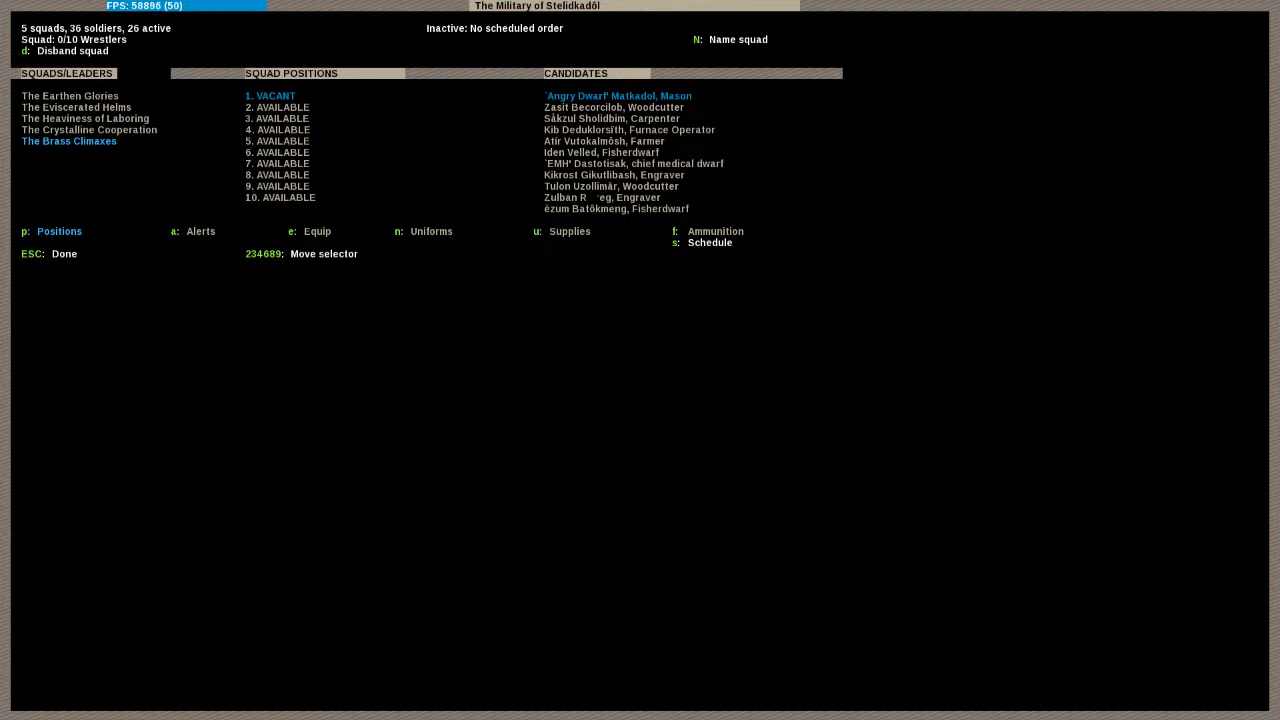 FPS: 58896 (50)
The Military of Stelidkadôl
5 squads, 36 soldiers, 26 active
Inactive: No scheduled order
Squad: 0/10 Wrestlers
N: Name squad
d: Disband squad
SQUADS/LEADERS
SQUAD POSITIONS
CANDIDATES
The Earthen Glories
1. VACANT
`Angry Dwarf' Matkadol, Mason
The Eviscerated Helms
2. AVAILABLE
Zasit Becorcilob, Woodcutter
The Heaviness of Laboring
3. AVAILABLE
Såkzul Sholidbim, Carpenter
The Crystalline Cooperation
4. AVAILABLE
Kib Deduklorsïth, Furnace Operator
The Brass Climaxes
5. AVAILABLE
Atír Vutokalmôsh, Farmer
6. AVAILABLE
Iden Velled, Fisherdwarf
7. AVAILABLE
`EMH' Dastotisak, chief medical dwarf
8. AVAILABLE
Kikrost Gikutlibash, Engraver
9. AVAILABLE
Tulon Uzollimâr, Woodcutter
10. AVAILABLE
Zulban Engraver
èzum Batôkmeng, Fisherdwarf
p: Positions
a: Alerts
e: Equip
n: Uniforms
u: Supplies
f: Ammunition
s: Schedule
ESC: Done
234689: Move selector